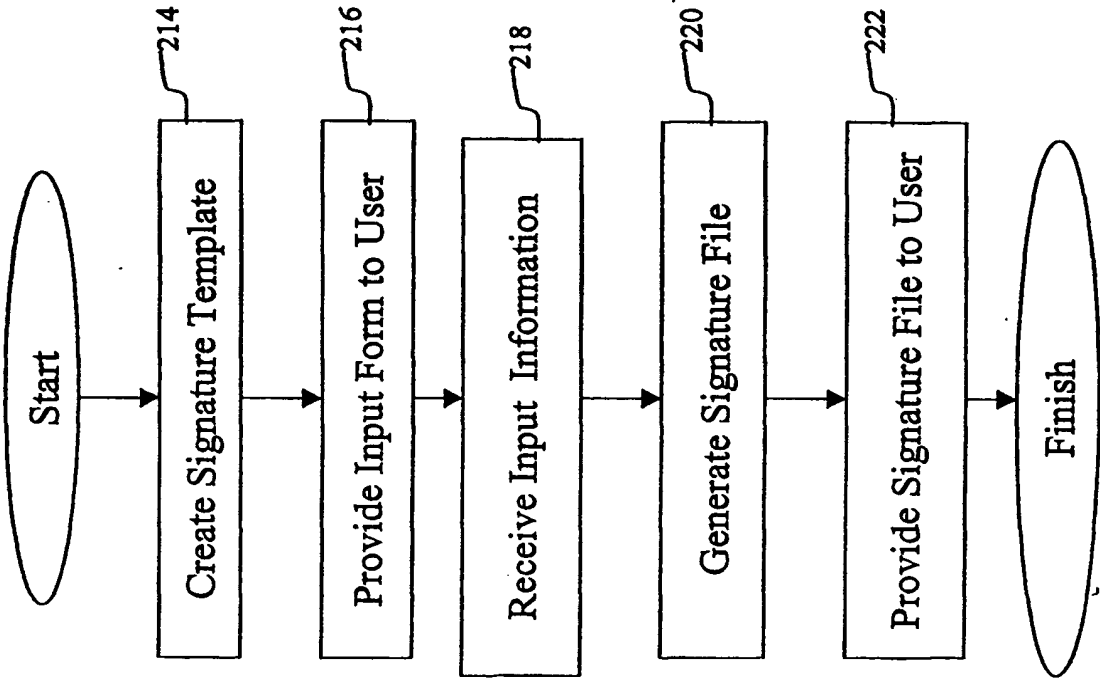 Start
Create Signature Template
214
Provide Input Form to User
216
Receive Input Information
218
Generate Signature File
220
Provide Signature File to User
222
Finish